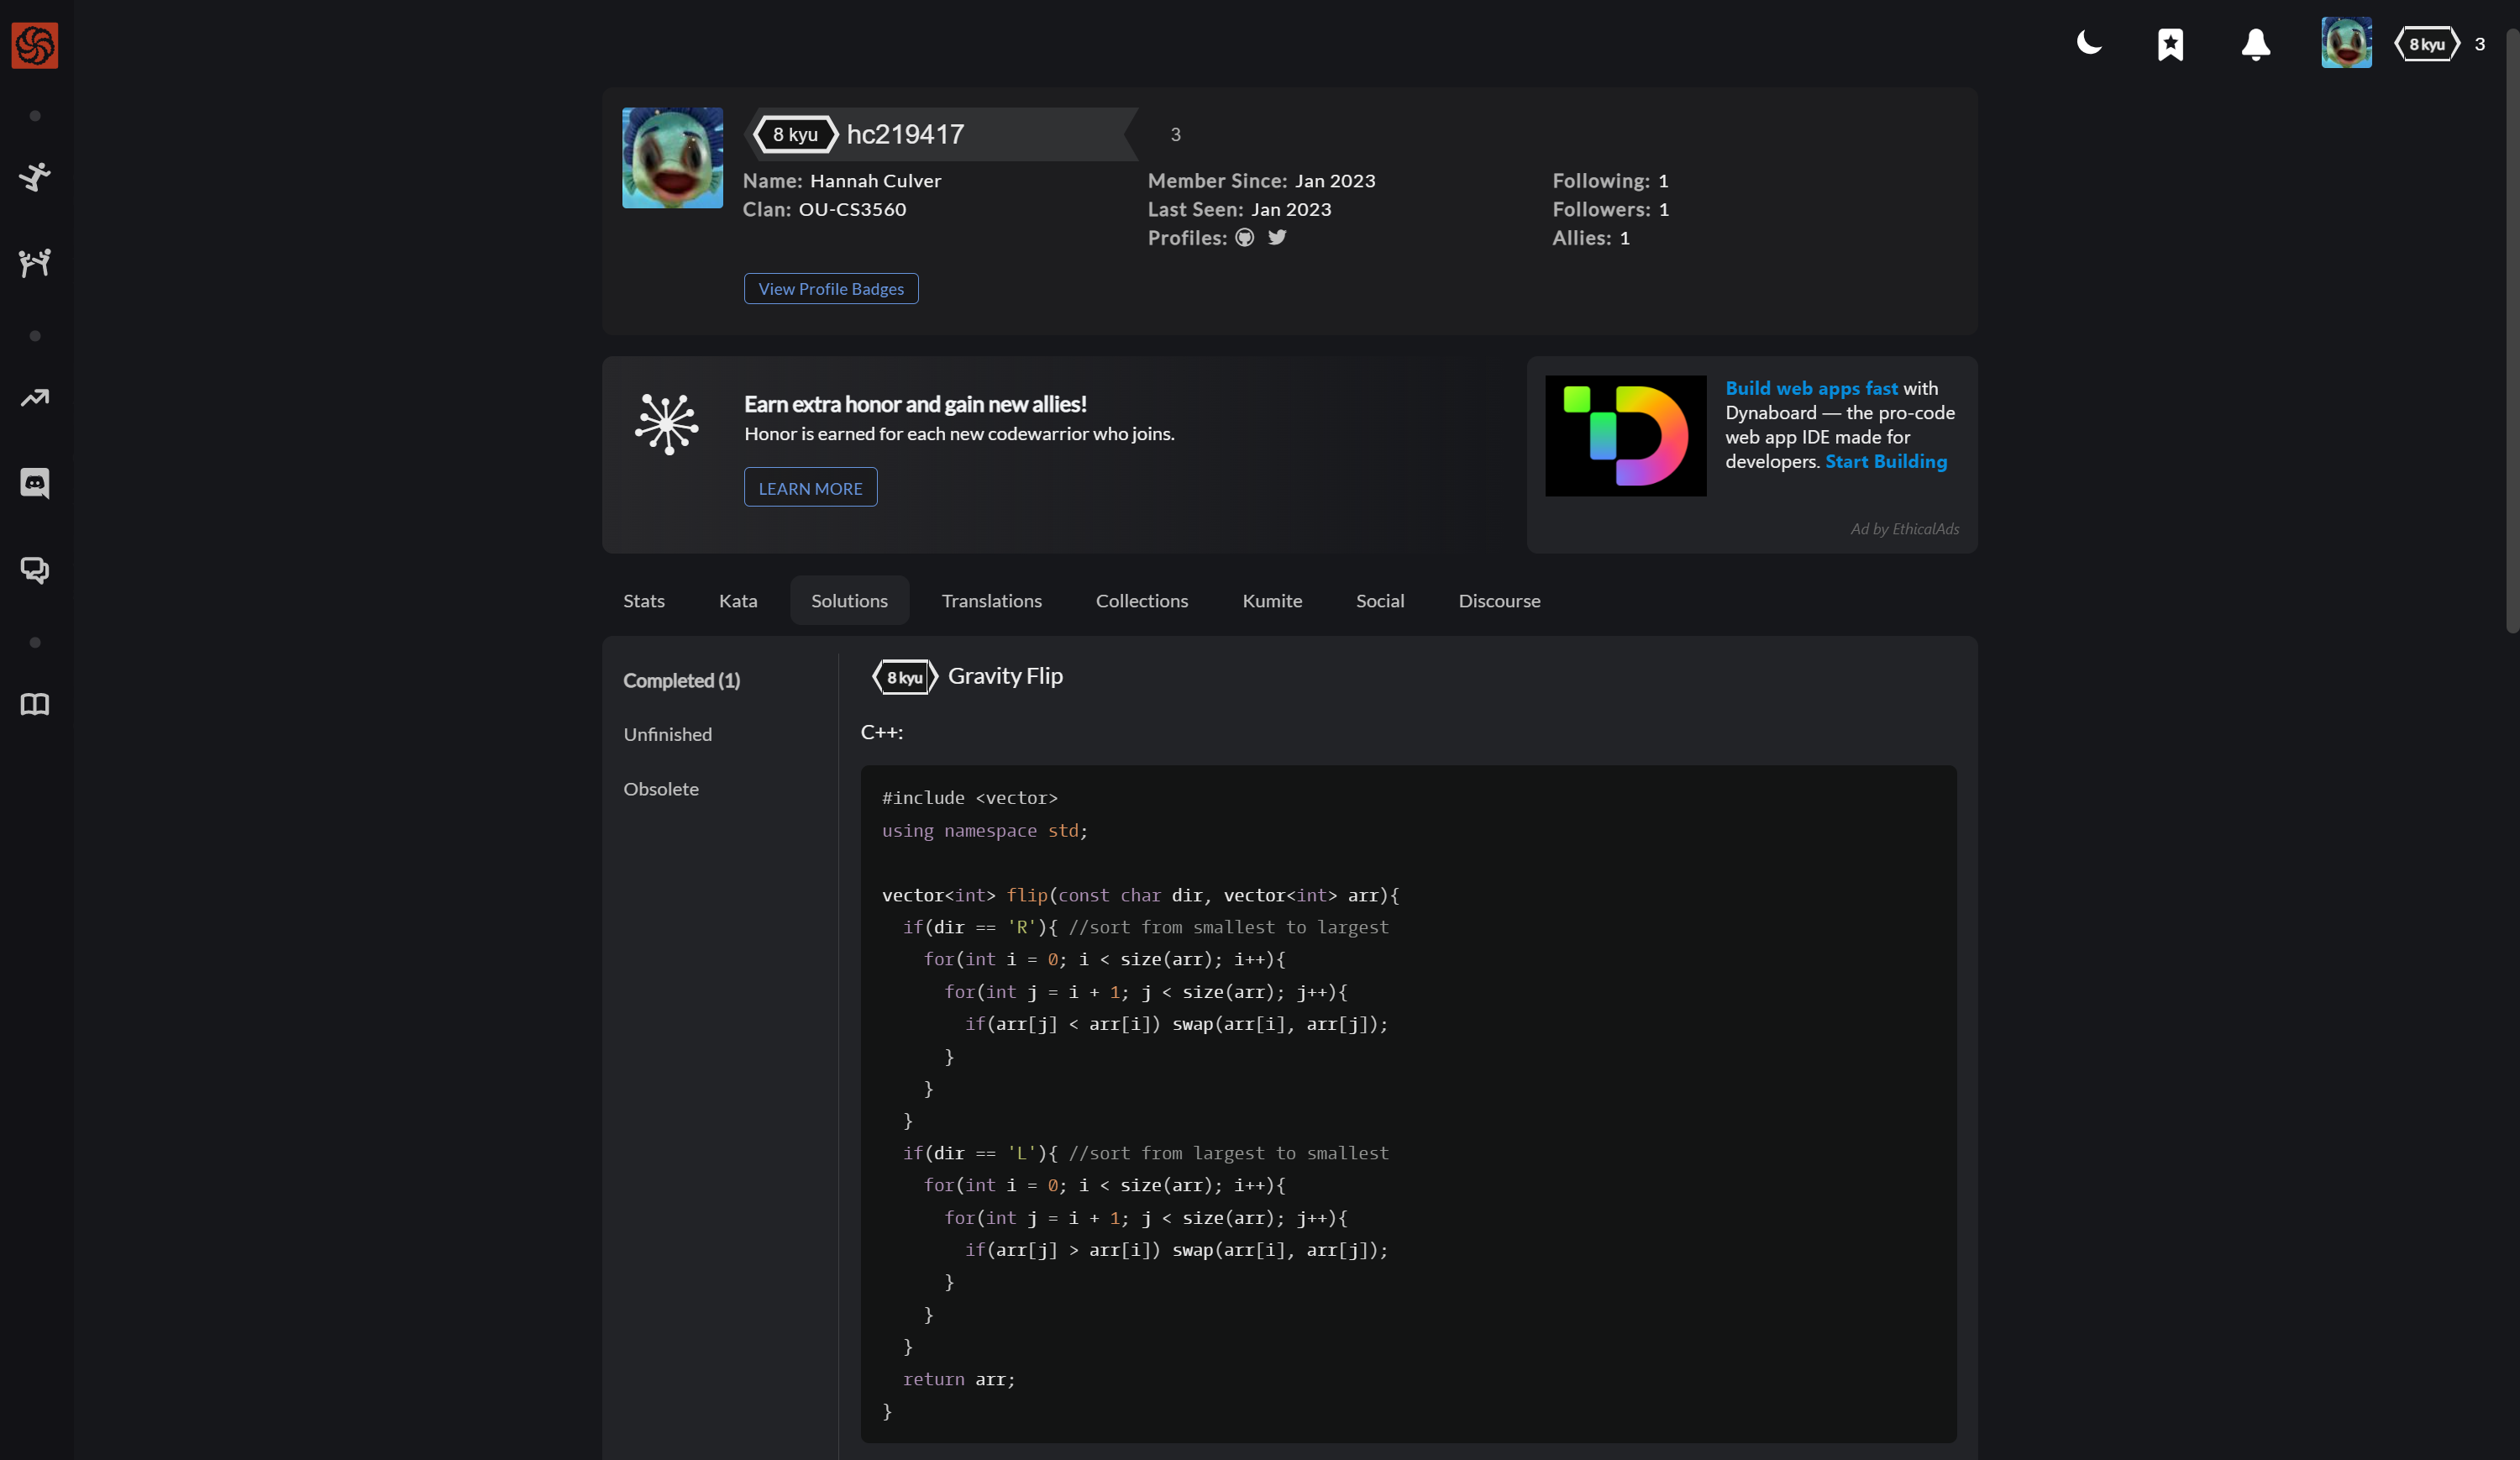 8 kyu 3
8 kyu hc219417 3
Name: Hannah Culver
Clan: OU-CS3560
Member Since: Jan 2023
Last Seen: Jan 2023
Profiles:
Following: 1
Followers: 1
Allies: 1
View Profile Badges
Earn extra honor and gain new allies!
Honor is earned for each new codewarrior who joins.
LEARN MORE
Build web apps fast with
Dynaboard — the pro-code
web app IDE made for
developers. Start Building
Ad by EthicalAds
Stats Kata Solutions Translations Collections Kumite Social Discourse
Completed (1)
Unfinished
Obsolete
8 kyu Gravity Flip
C++:
#include <vector>
using namespace std;

vector<int> flip(const char dir, vector<int> arr){
  if(dir == 'R'){ //sort from smallest to largest
    for(int i = 0; i < size(arr); i++){
      for(int j = i + 1; j < size(arr); j++){
        if(arr[j] < arr[i]) swap(arr[i], arr[j]);
      }
    }
  }
  if(dir == 'L'){ //sort from largest to smallest
    for(int i = 0; i < size(arr); i++){
      for(int j = i + 1; j < size(arr); j++){
        if(arr[j] > arr[i]) swap(arr[i], arr[j]);
      }
    }
  }
  return arr;
}